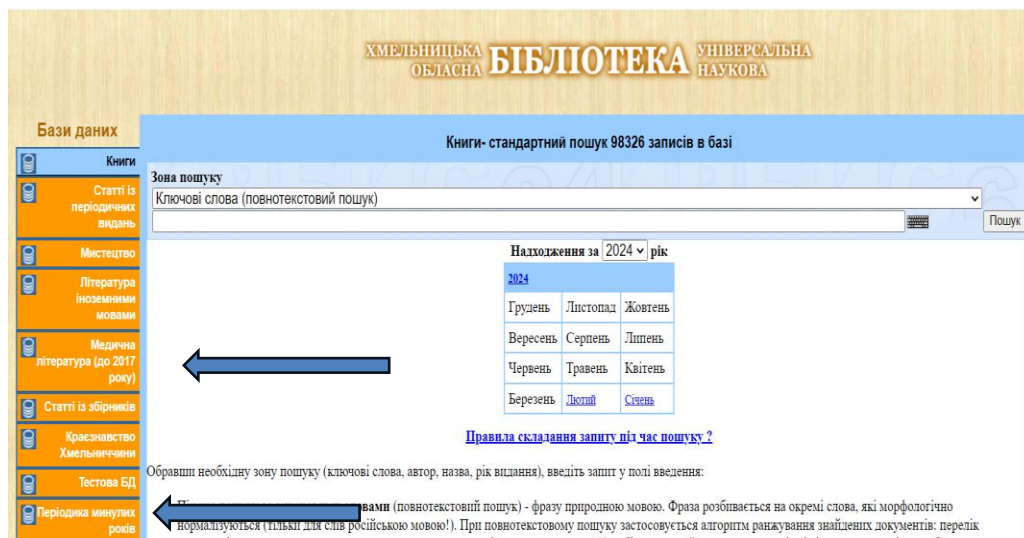 ХМЕЛЬНИЦЬКА ОБЛАСНА БІБЛІОТЕКА УНІВЕРСАЛЬНА НАУКОВА
Бази даних
Книги
Статті із
періодичних
видань
Мистецтво
Література
іноземними
мовами
Медична
література (до 2017
року)
Статті із збірників
Краєзнавство
Хмельниччини
Тестова БД
Періодика минулих
років
Книги- стандартний пошук 98326 записів в базі
Зона пошуку
Ключові слова (повнотекстовий пошук)
Пошук
Надходження за 2024 рік
2024
Грудень Листопад Жовтень
Вересень Серпень Липень
Червень Травень Квітень
Березень Лютий Січень
Правила складання запиту під час пошуку ?
Обравши необхідну зону пошуку (ключові слова, автор, назва, рік видання), введіть запит у полі введення:
вами (повнотекстовий пошук) - фразу природною мовою. Фраза розбивається на окремі слова, які морфологічно
нормалізуються (тільки для слів російською мовою!). При повнотекстовому пошуку застосовується алгоритм ранжування знайдених документів: перелік